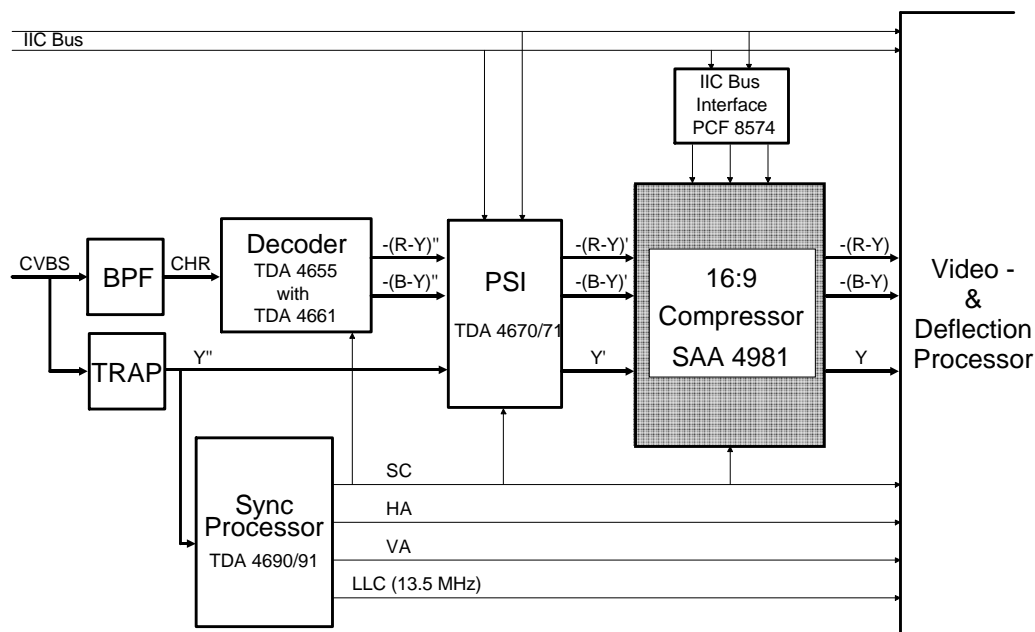 IIC Bus
IIC Bus
Interface
PCF 8574
CVBS
BPF
CHR
Decoder
TDA 4655
with
TDA 4661
-(R-Y)"
-(B-Y)"
PSI
TDA 4670/71
-(R-Y)'
-(B-Y)'
Y'
16:9
Compressor
SAA 4981
-(R-Y)
-(B-Y)
Y
Video -
&
Deflection
Processor
TRAP
Y"
Sync
Processor
TDA 4690/91
SC
HA
VA
LLC (13.5 MHz)